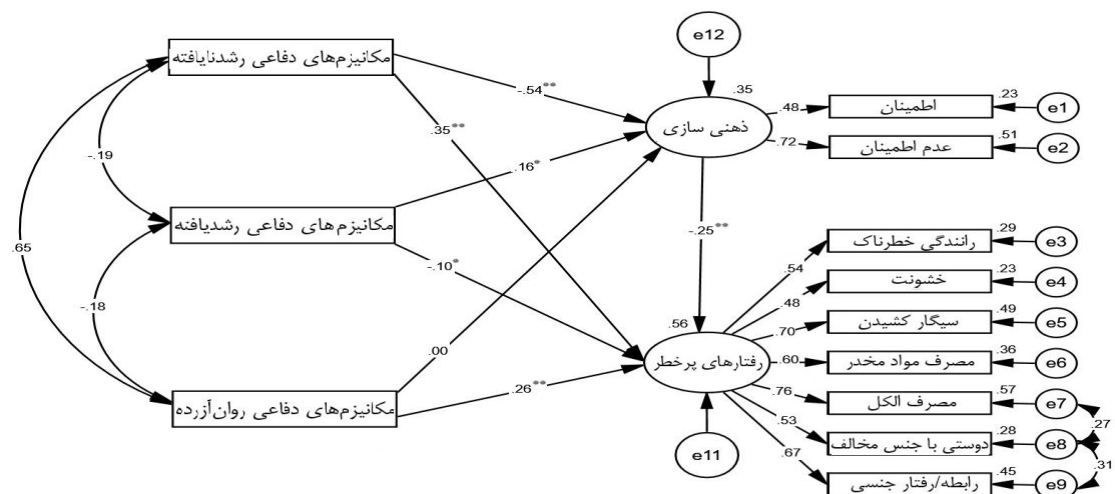 e12
مکانیزم‌های دفاعی رشدنایافته
.35
-.54**
ذهنی سازی
.48
اطمینان
.23
e1
.72
عدم اطمینان
.51
e2
.35**
-.19
.16*
مکانیزم‌های دفاعی رشدیافته
.65
-.25**
-.10*
-.18
.00
.26**
مکانیزم‌های دفاعی روان‌آزرده
.56
رفتارهای پرخطر
e11
.54
رانندگی خطرناک
.29
e3
.48
خشونت
.23
e4
.70
سیگار کشیدن
.49
e5
.60
مصرف مواد مخدر
.36
e6
.76
مصرف الکل
.57
e7
.53
دوستی با جنس مخالف
.28
e8
.67
رابطه/رفتار جنسی
.45
e9
.27
.31